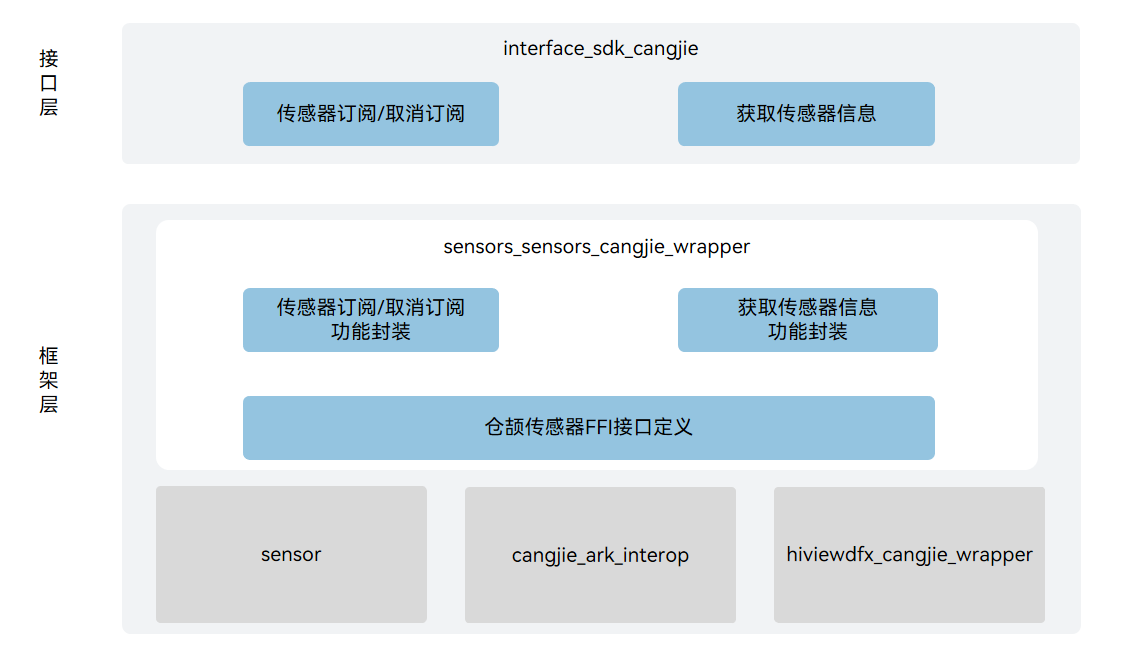 接口层
interface_sdk_cangjie
传感器订阅/取消订阅
获取传感器信息
框架层
sensors_sensors_cangjie_wrapper
传感器订阅/取消订阅
功能封装
获取传感器信息
功能封装
仓颉传感器FFI接口定义
sensor
cangjie_ark_interop
hiviewdfx_cangjie_wrapper